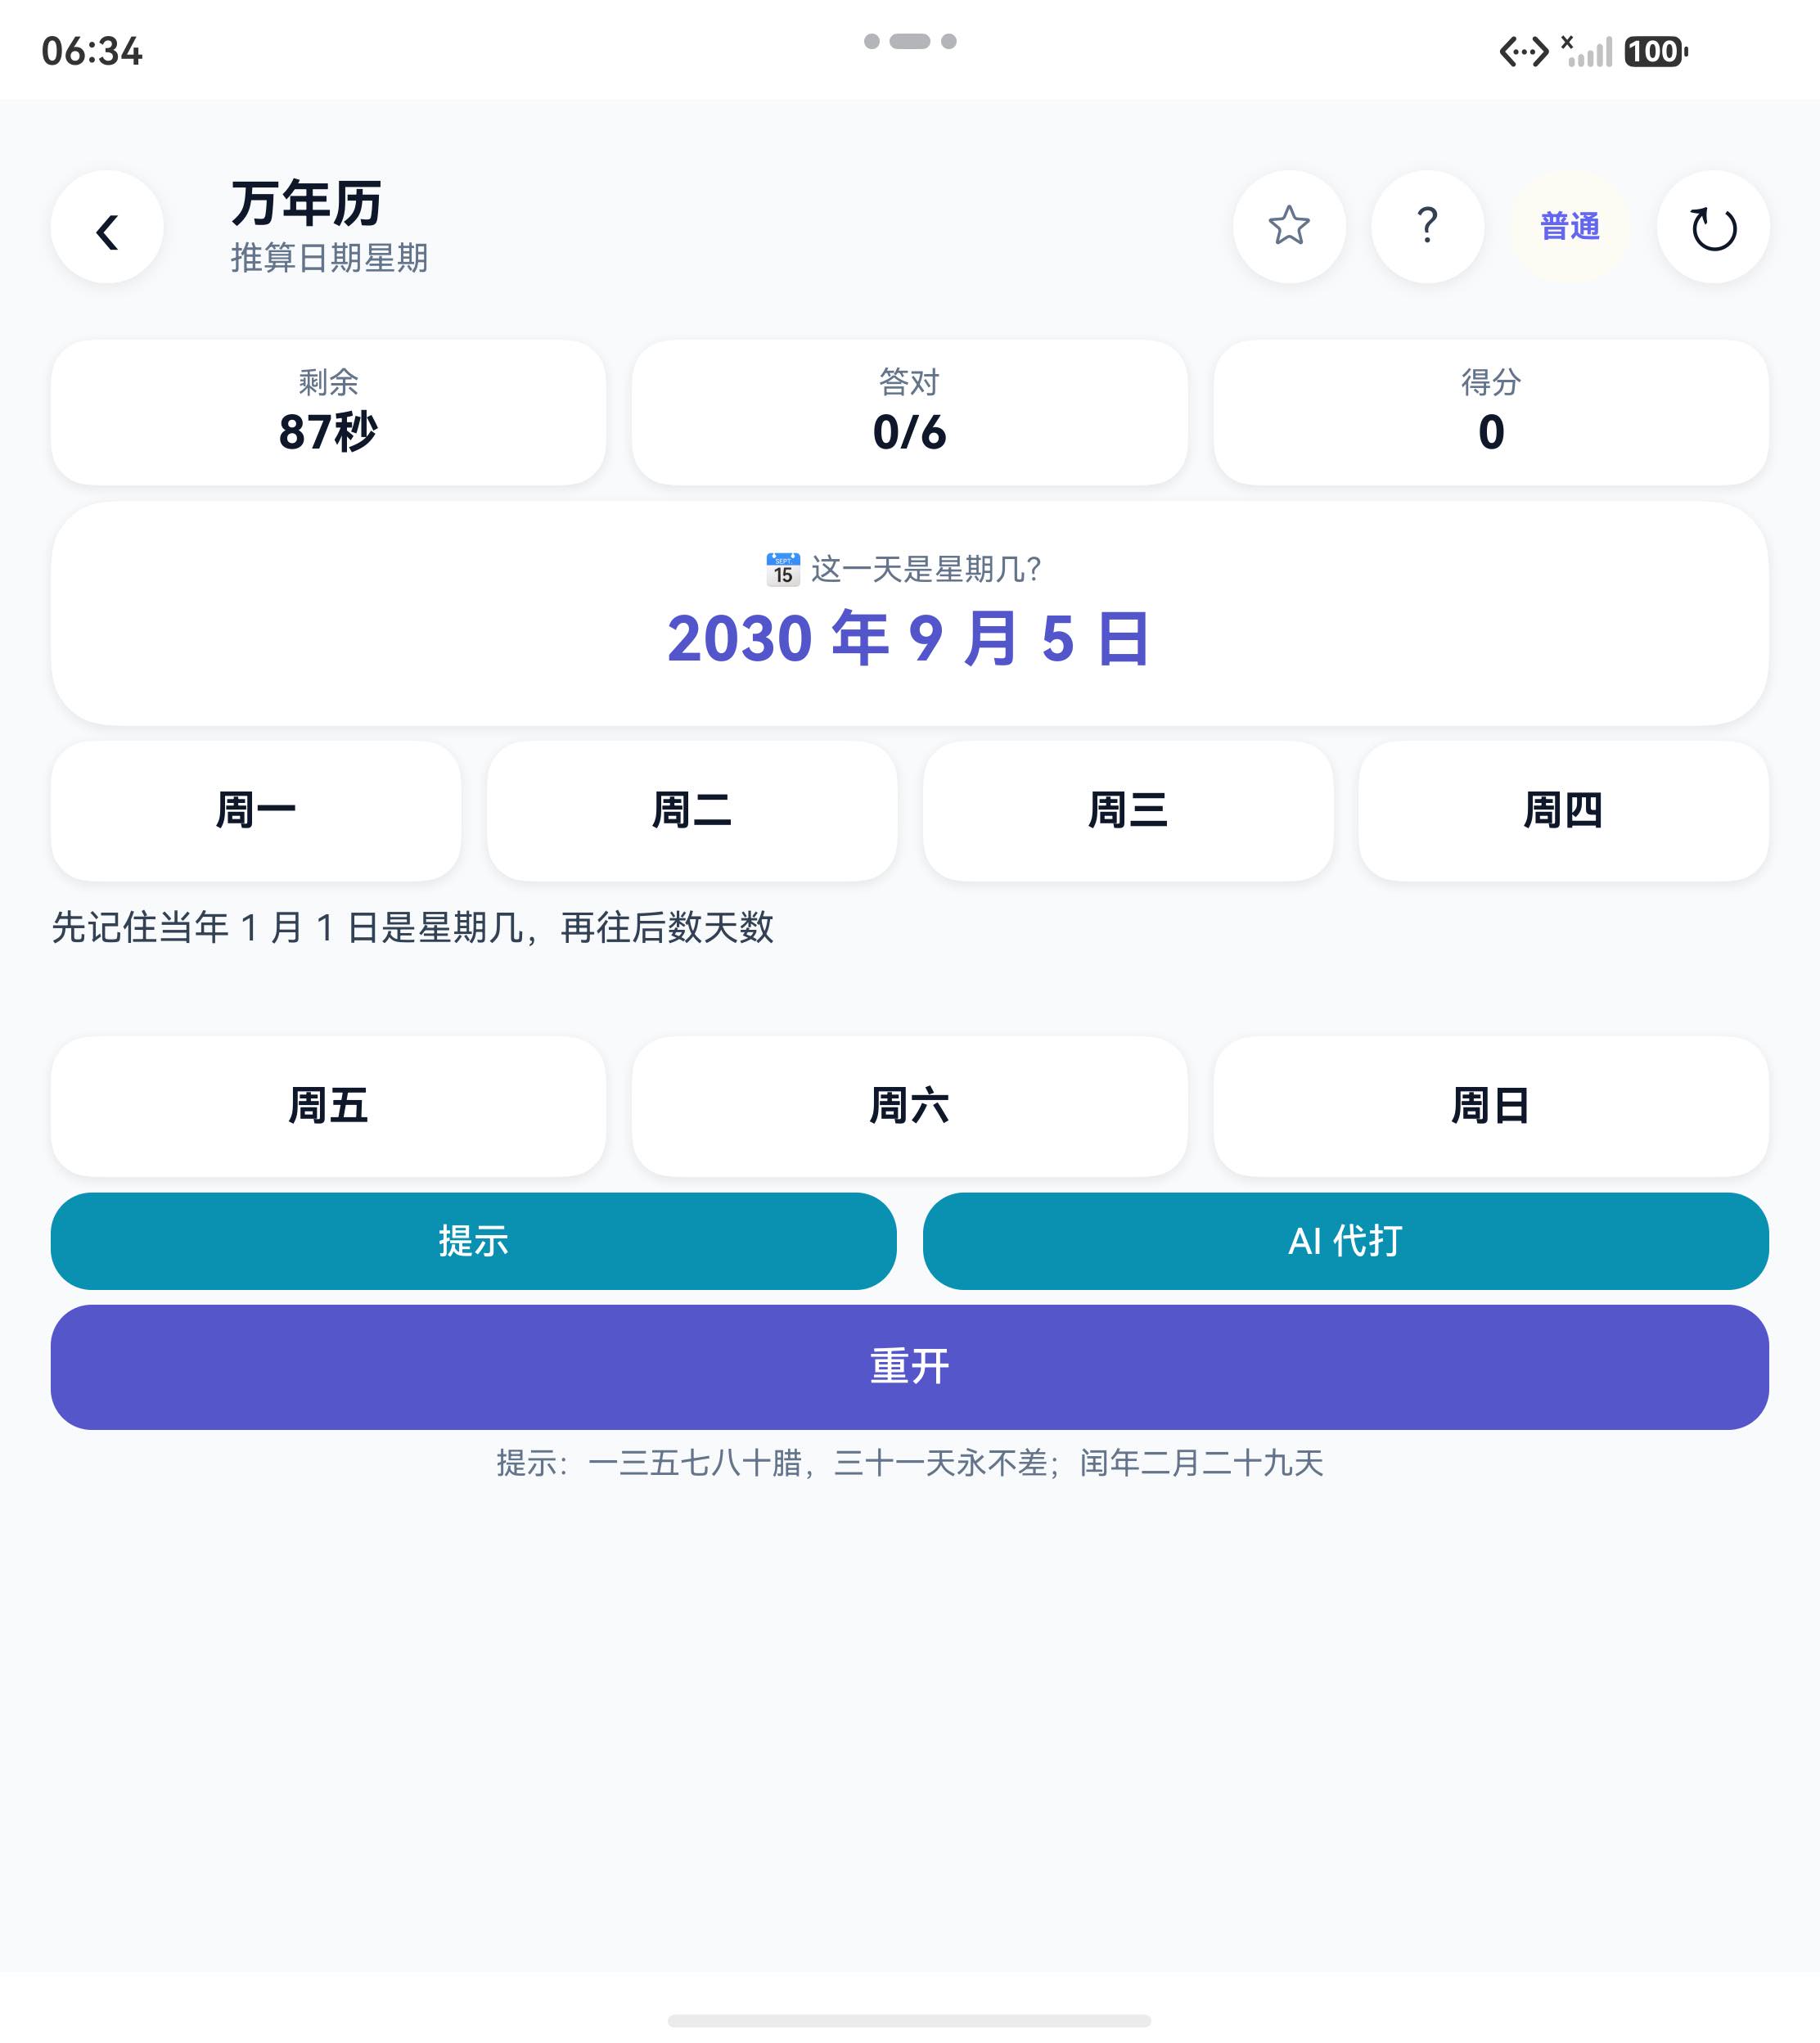 06:34
100
万年历
推算日期星期
?
普通
剩余
87秒
答对
0/6
得分
0
SEPT.
15
这一天是星期几?
2030 年 9 月 5 日
周一
周二
周三
周四
先记住当年 1 月 1 日是星期几，再往后数天数
周五
周六
周日
提示
AI 代打
重开
提示：一三五七八十腊，三十一天永不差；闰年二月二十九天